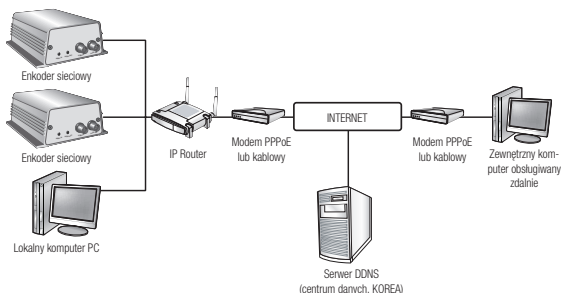 Enkoder sieciowy
Enkoder sieciowy
Lokalny komputer PC
IP Router
Modem PPPoE
lub kablowy
INTERNET
Modem PPPoE
lub kablowy
Zewnętrzny kom-
puter obsługiwany
zdalnie
Serwer DDNS
(centrum danych, KOREA)